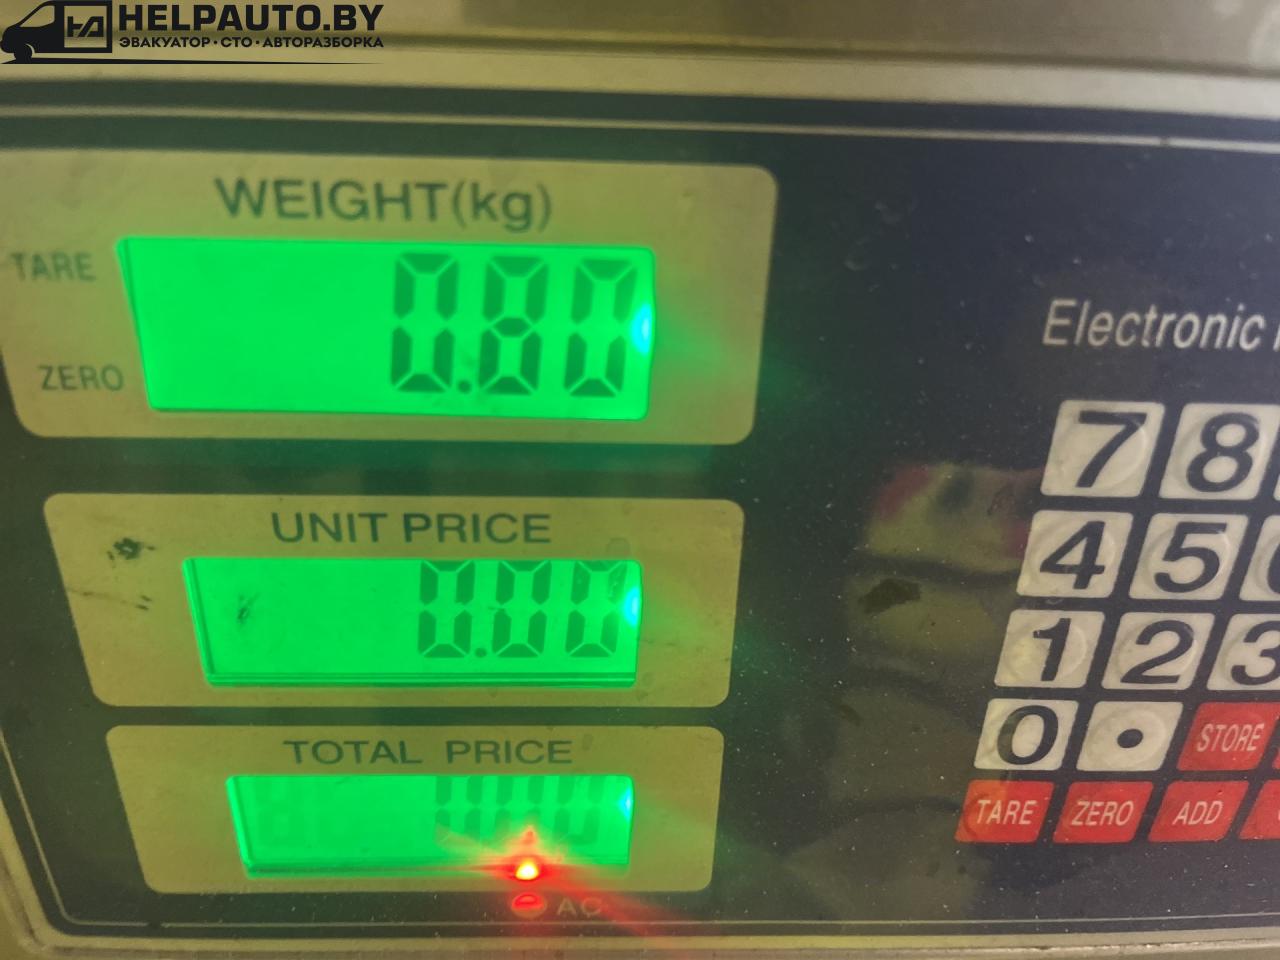 HELPAUTO.BY
ЭВАКУАТОР·СТО·АВТОРАЗБОРКА
WEIGHT(kg)
TARE
0.80
ZERO
Electronic
7 8
UNIT PRICE
4 5
0.00
1 2 3
0 .
STORE
TOTAL PRICE
TARE ZERO ADD
AC